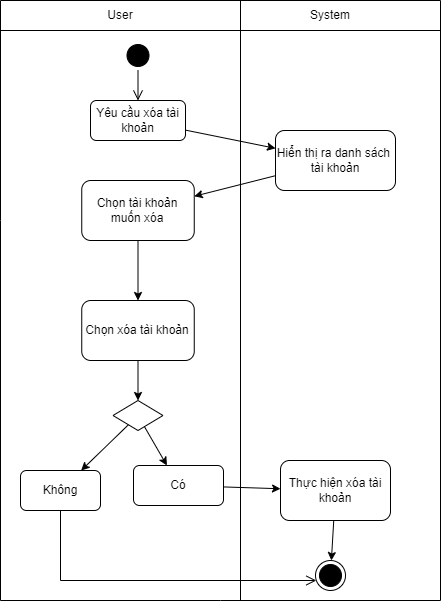 User
System
Yêu cầu xóa tài
khoản
Hiển thị ra danh sách
tài khoản
Chọn tài khoản
muốn xóa
Chọn xóa tài khoản
Không
Có
Thực hiện xóa tài
khoản